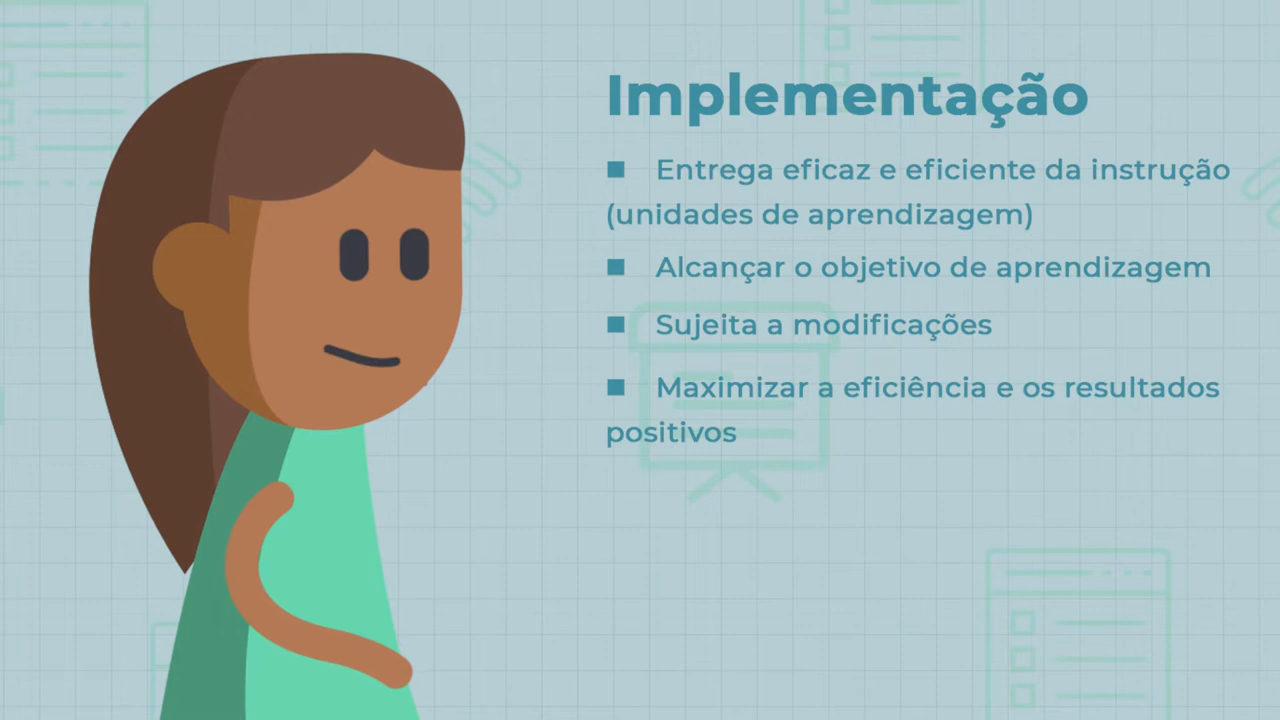 Implementação
■ Entrega eficaz e eficiente da instrução
(unidades de aprendizagem)
■ Alcançar o objetivo de aprendizagem
■ Sujeita a modificações
■ Maximizar a eficiência e os resultados
positivos